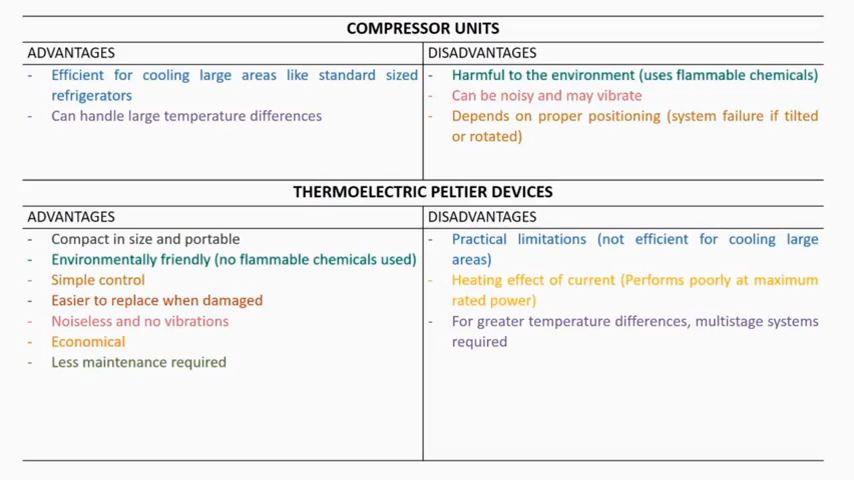 COMPRESSOR UNITS
ADVANTAGES
- Efficient for cooling large areas like standard sized
refrigerators
- Can handle large temperature differences
DISADVANTAGES
- Harmful to the environment (uses flammable chemicals)
- Can be noisy and may vibrate
- Depends on proper positioning (system failure if tilted
or rotated)
THERMOELECTRIC PELTIER DEVICES
ADVANTAGES
- Compact in size and portable
- Environmentally friendly (no flammable chemicals used)
- Simple control
- Easier to replace when damaged
- Noiseless and no vibrations
- Economical
- Less maintenance required
DISADVANTAGES
- Practical limitations (not efficient for cooling large
areas)
- Heating effect of current (Performs poorly at maximum
rated power)
- For greater temperature differences, multistage systems
required